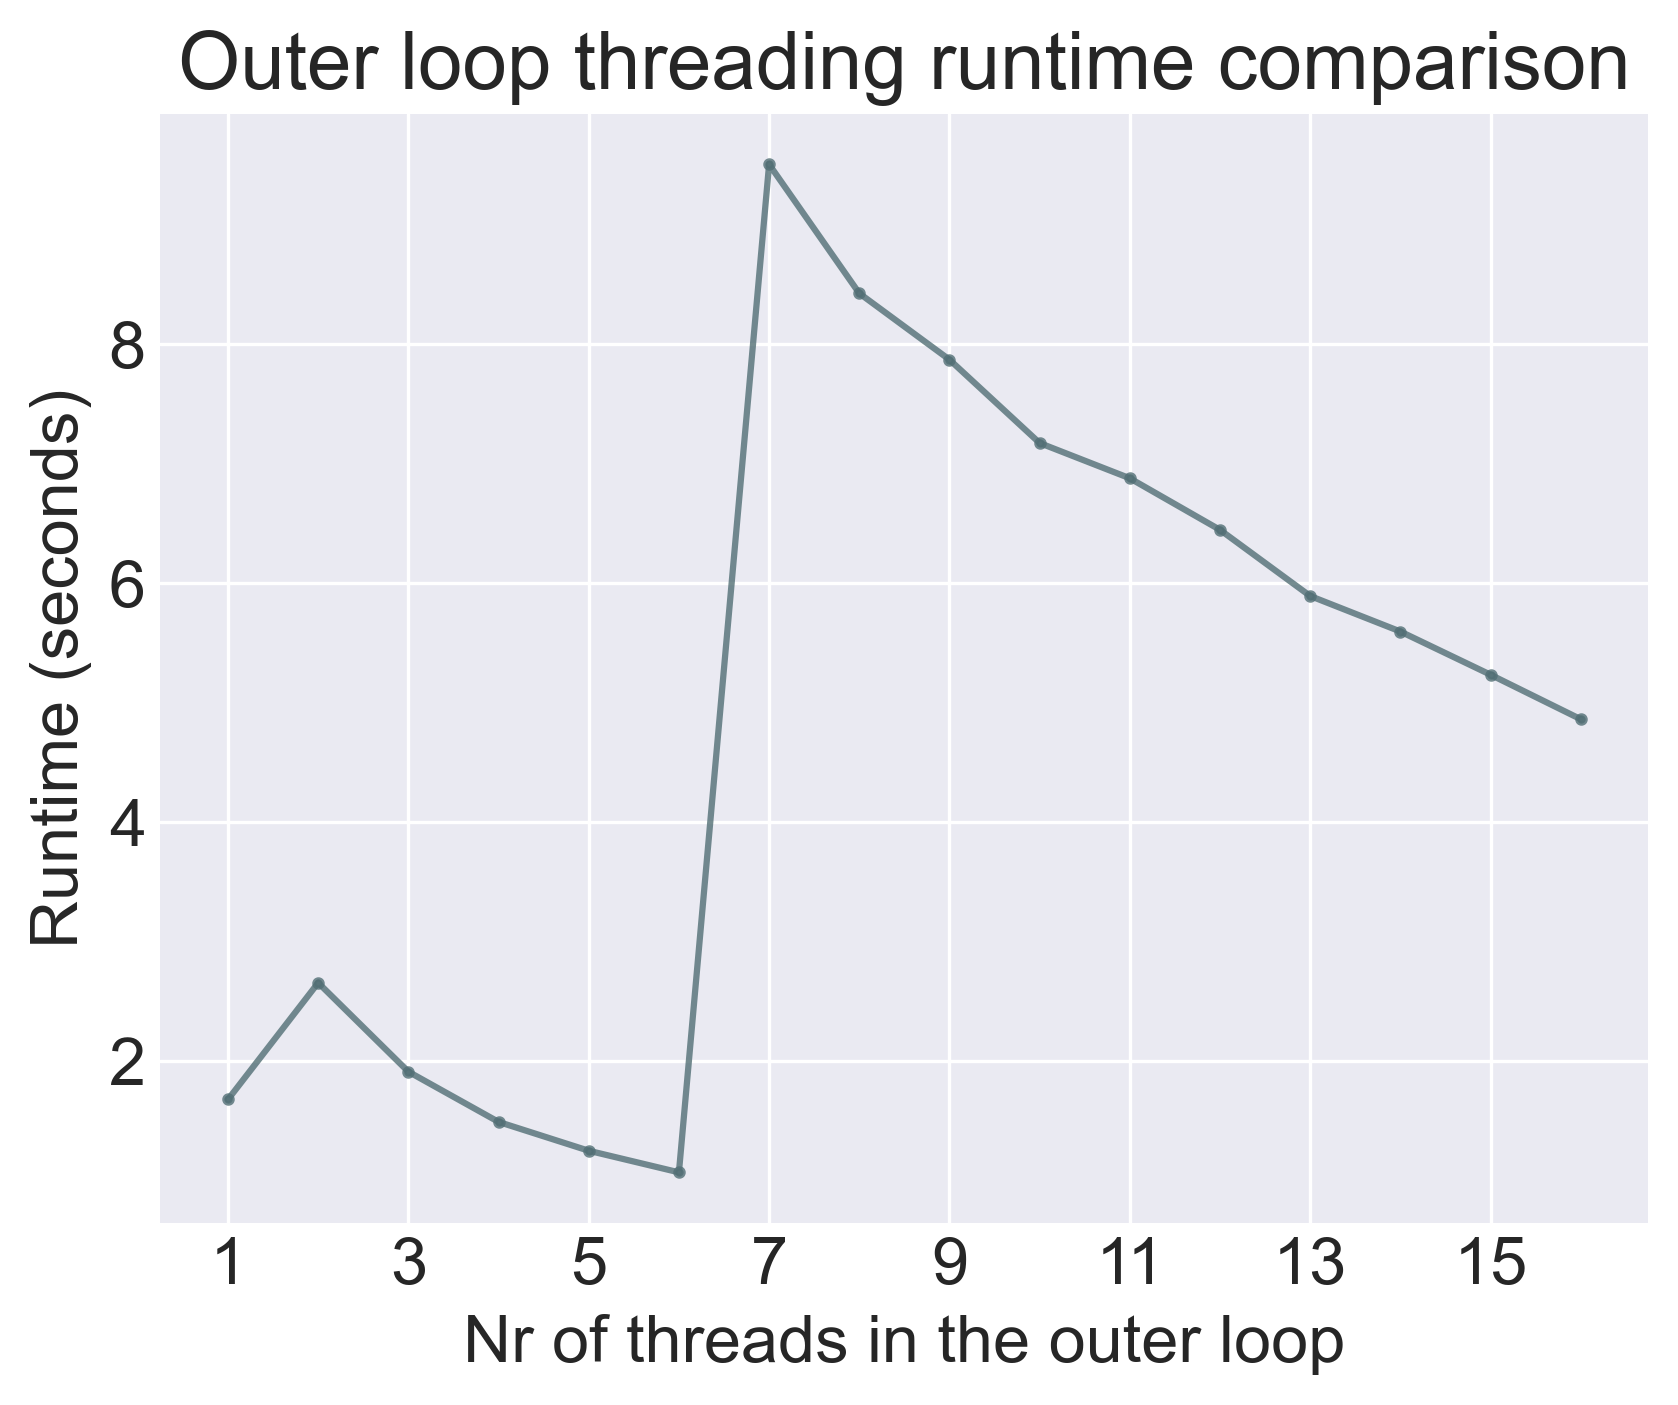 Outer loop threading runtime comparison
Runtime (seconds)
8
6
4
2
1 3 5 7 9 11 13 15
Nr of threads in the outer loop